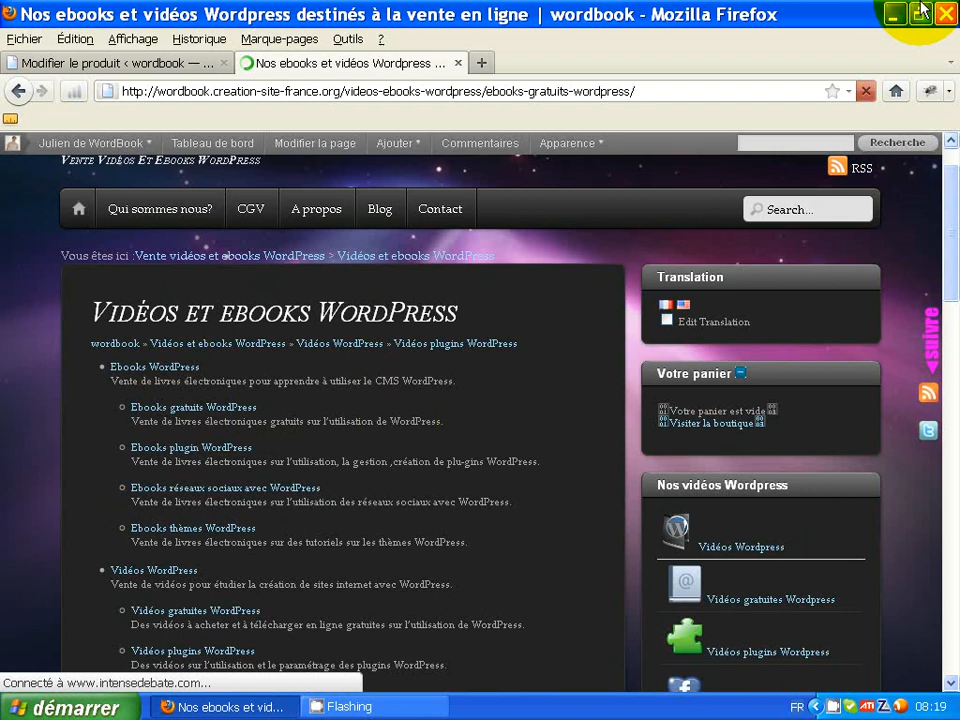 Nos ebooks et vidéos Wordpress destinés à la vente en ligne | wordbook - Mozilla Firefox
Fichier Édition Affichage Historique Marque-pages Outils ?
Modifier le produit ‹ wordbook — ...
Nos ebooks et vidéos Wordpress ...
http://wordbook.creation-site-france.org/videos-ebooks-wordpress/ebooks-gratuits-wordpress/
Julien de WordBook Tableau de bord Modifier la page Ajouter Commentaires Apparence Recherche
Vente Vidéos Et Ebooks WordPress
RSS
Qui sommes nous? CGV A propos Blog Contact
Search...
Vous êtes ici :Vente vidéos et ebooks WordPress > Vidéos et ebooks WordPress
Vidéos et ebooks WordPress
wordbook » Vidéos et ebooks WordPress » Vidéos WordPress » Vidéos plugins WordPress
Ebooks WordPress
Vente de livres électroniques pour apprendre à utiliser le CMS WordPress.
Ebooks gratuits WordPress
Vente de livres électroniques gratuits sur l'utilisation de WordPress.
Ebooks plugin WordPress
Vente de livres électroniques sur l'utilisation, la gestion ,création de plu-gins WordPress.
Ebooks réseaux sociaux avec WordPress
Vente de livres électroniques sur l'utilisation des réseaux sociaux avec WordPress.
Ebooks thèmes WordPress
Vente de livres électroniques sur des tutoriels sur les thèmes WordPress.
Vidéos WordPress
Vente de vidéos pour étudier la création de sites internet avec WordPress.
Vidéos gratuites WordPress
Des vidéos à acheter et à télécharger en ligne gratuites sur l'utilisation de WordPress.
Vidéos plugins WordPress
Des vidéos sur l'utilisation et le paramétrage des plugins WordPress.
Translation
Edit Translation
Votre panier
Votre panier est vide
Visiter la boutique
Nos vidéos Wordpress
Vidéos Wordpress
Vidéos gratuites Wordpress
Vidéos plugins WordPress
suivre
Connecté à www.intensedebate.com...
démarrer
Nos ebooks et vid...
Flashing
FR
08:19